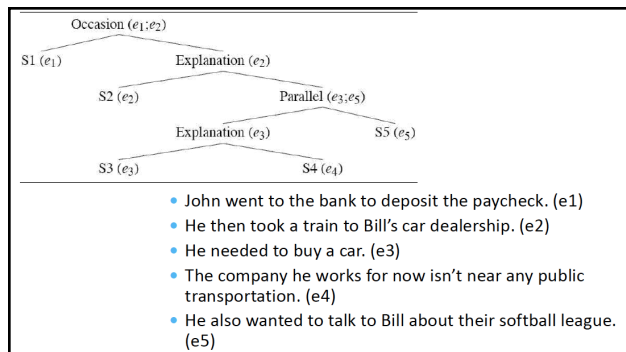 Occasion (e1;e2)
S1 (e1) Explanation (e2)
S2 (e2) Parallel (e3;e5)
Explanation (e3) S5 (e5)
S3 (e3) S4 (e4)
• John went to the bank to deposit the paycheck. (e1)
• He then took a train to Bill's car dealership. (e2)
• He needed to buy a car. (e3)
• The company he works for now isn't near any public
transportation. (e4)
• He also wanted to talk to Bill about their softball league.
(e5)